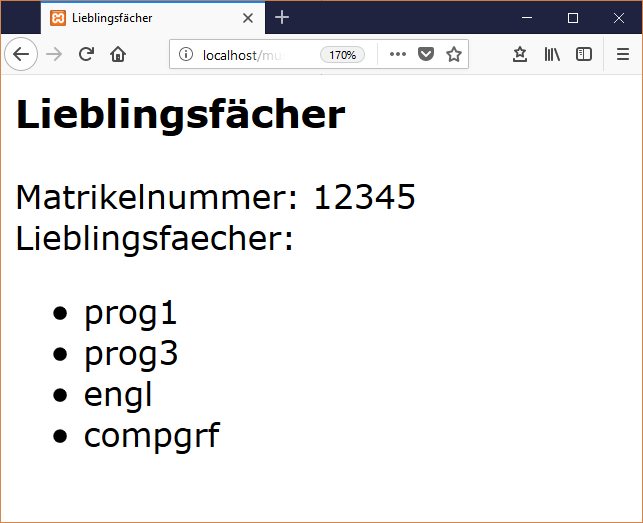 Lieblingsfächer
localhost/mu
170%
Lieblingsfächer
Matrikelnummer: 12345
Lieblingsfaecher:
prog1
prog3
engl
compgrf